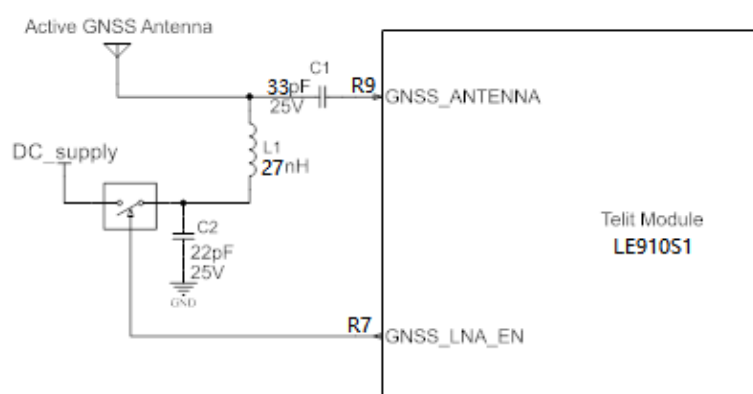 Active GNSS Antenna
C1
33pF
25V
R9
GNSS_ANTENNA
L1
27nH
DC_supply
C2
22pF
25V
GND
Telit Module
LE910S1
R7
GNSS_LNA_EN